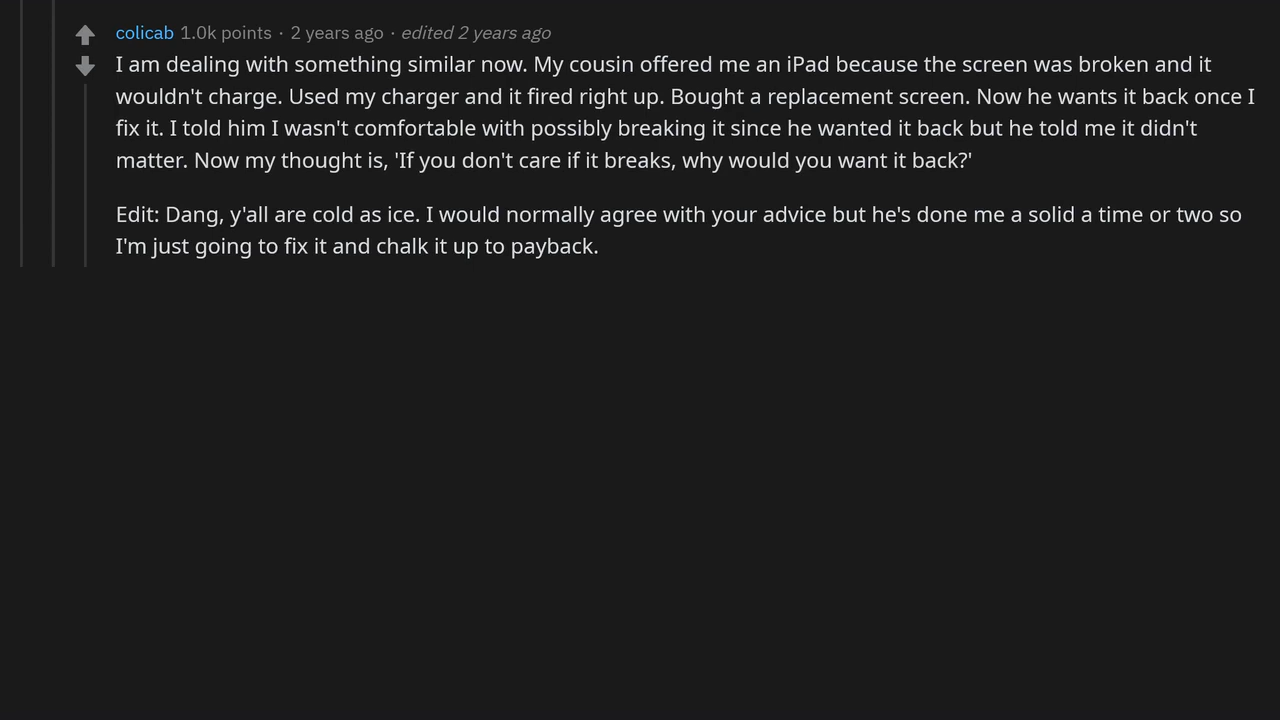 colicab 1.0k points · 2 years ago · edited 2 years ago
I am dealing with something similar now. My cousin offered me an iPad because the screen was broken and it
wouldn't charge. Used my charger and it fired right up. Bought a replacement screen. Now he wants it back once I
fix it. I told him I wasn't comfortable with possibly breaking it since he wanted it back but he told me it didn't
matter. Now my thought is, 'If you don't care if it breaks, why would you want it back?'
Edit: Dang, y'all are cold as ice. I would normally agree with your advice but he's done me a solid a time or two so
I'm just going to fix it and chalk it up to payback.